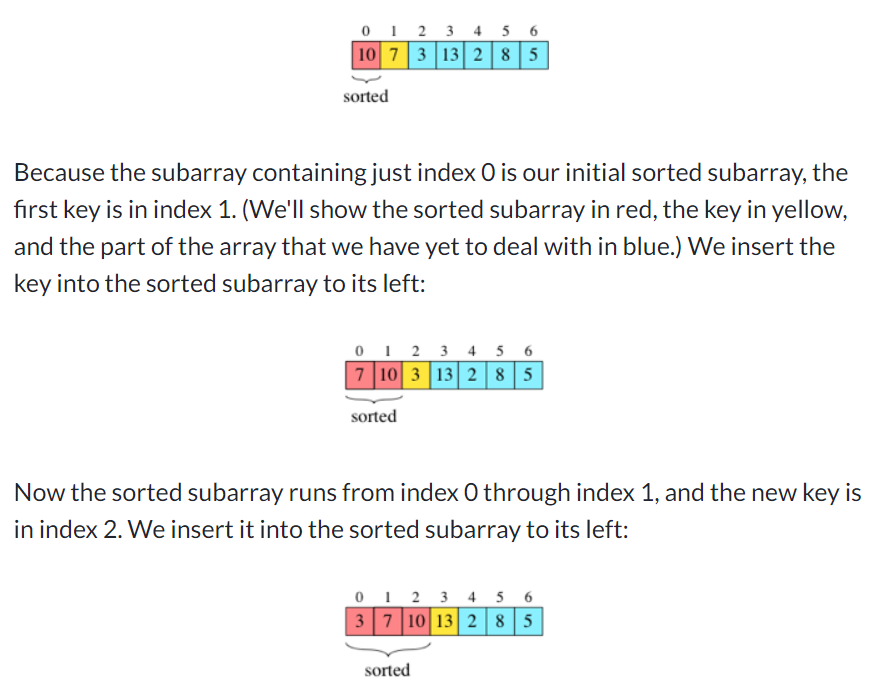 0 1 2 3 4 5 6
10 7 3 13 2 8 5
sorted
Because the subarray containing just index 0 is our initial sorted subarray, the
first key is in index 1. (We'll show the sorted subarray in red, the key in yellow,
and the part of the array that we have yet to deal with in blue.) We insert the
key into the sorted subarray to its left:
0 1 2 3 4 5 6
7 10 3 13 2 8 5
sorted
Now the sorted subarray runs from index 0 through index 1, and the new key is
in index 2. We insert it into the sorted subarray to its left:
0 1 2 3 4 5 6
3 7 10 13 2 8 5
sorted